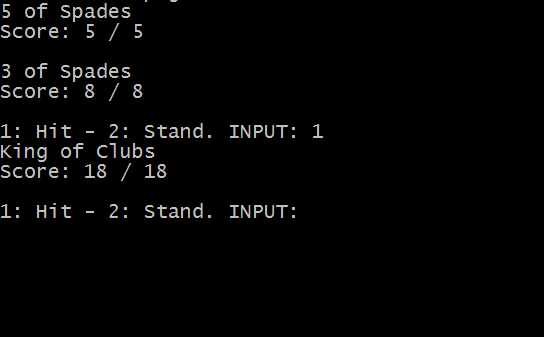 5 of Spades
Score: 5 / 5
3 of Spades
Score: 8 / 8
1: Hit - 2: Stand. INPUT: 1
King of Clubs
Score: 18 / 18
1: Hit - 2: Stand. INPUT: